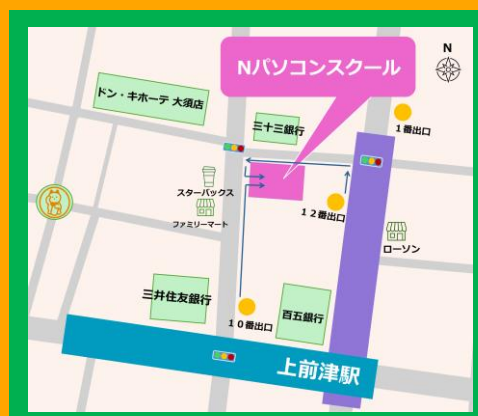 N
Nパソコンスクール
ドン・キホーテ 大須店
1番出口
三十三銀行
スターバックス
ファミリーマート
12番出口
ローソン
三井住友銀行
10番出口
百五銀行
上前津駅